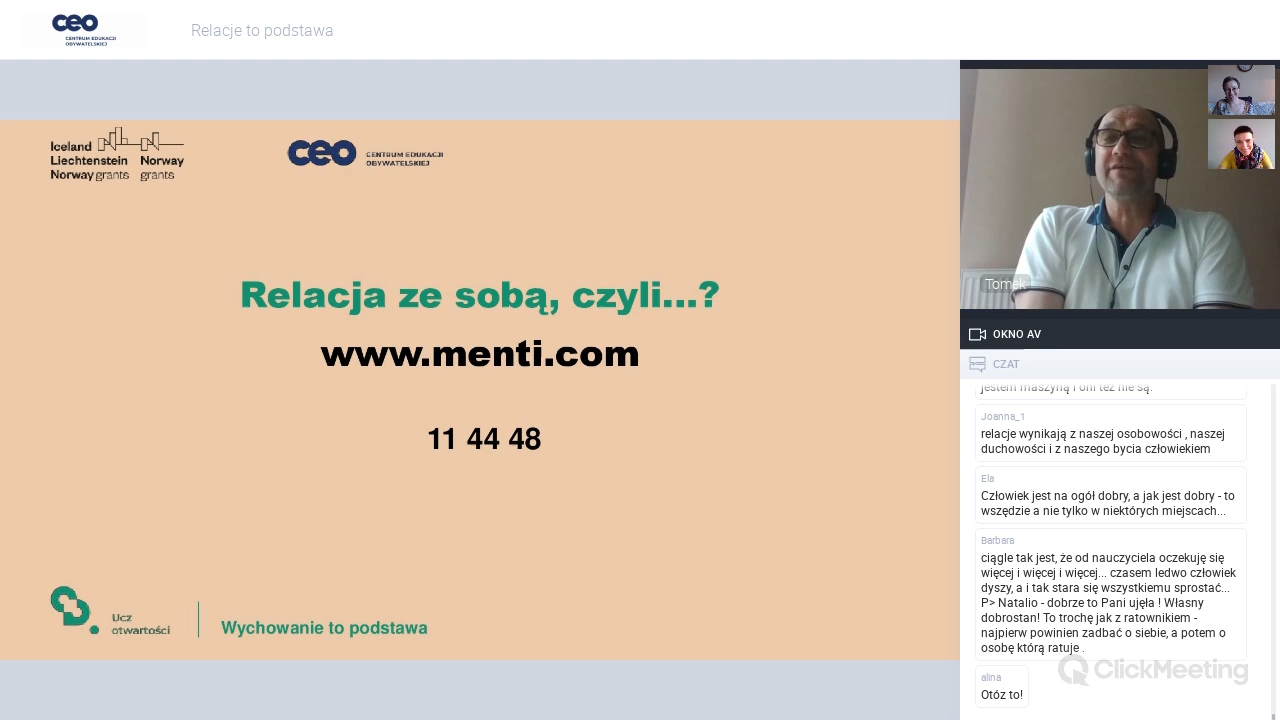 ceo
CENTRUM EDUKACJI
OBYWATELSKIEJ
Relacje to podstawa
Iceland
Liechtenstein Norway
Norway grants grants
ceo
CENTRUM EDUKACJI
OBYWATELSKIEJ
Relacja ze sobą, czyli...?
www.menti.com
11 44 48
Ucz
otwartości
Wychowanie to podstawa
Tomek
OKNO AV
CZAT
jestem maszyną i oni też nie są.
Joanna_1
relacje wynikają z naszej osobowości , naszej
duchowości i z naszego bycia człowiekiem
Ela
Człowiek jest na ogół dobry, a jak jest dobry - to
wszędzie a nie tylko w niektórych miejscach...
Barbara
ciągle tak jest, że od nauczyciela oczekuję się
więcej i więcej i więcej... czasem ledwo człowiek
dyszy, a i tak stara się wszystkiemu sprostać...
P> Natalio - dobrze to Pani ujęła ! Własny
dobrostan! To trochę jak z ratownikiem -
najpierw powinien zadbać o siebie, a potem o
osobę którą ratuje .
ClickMeeting
alina
Otóz to!